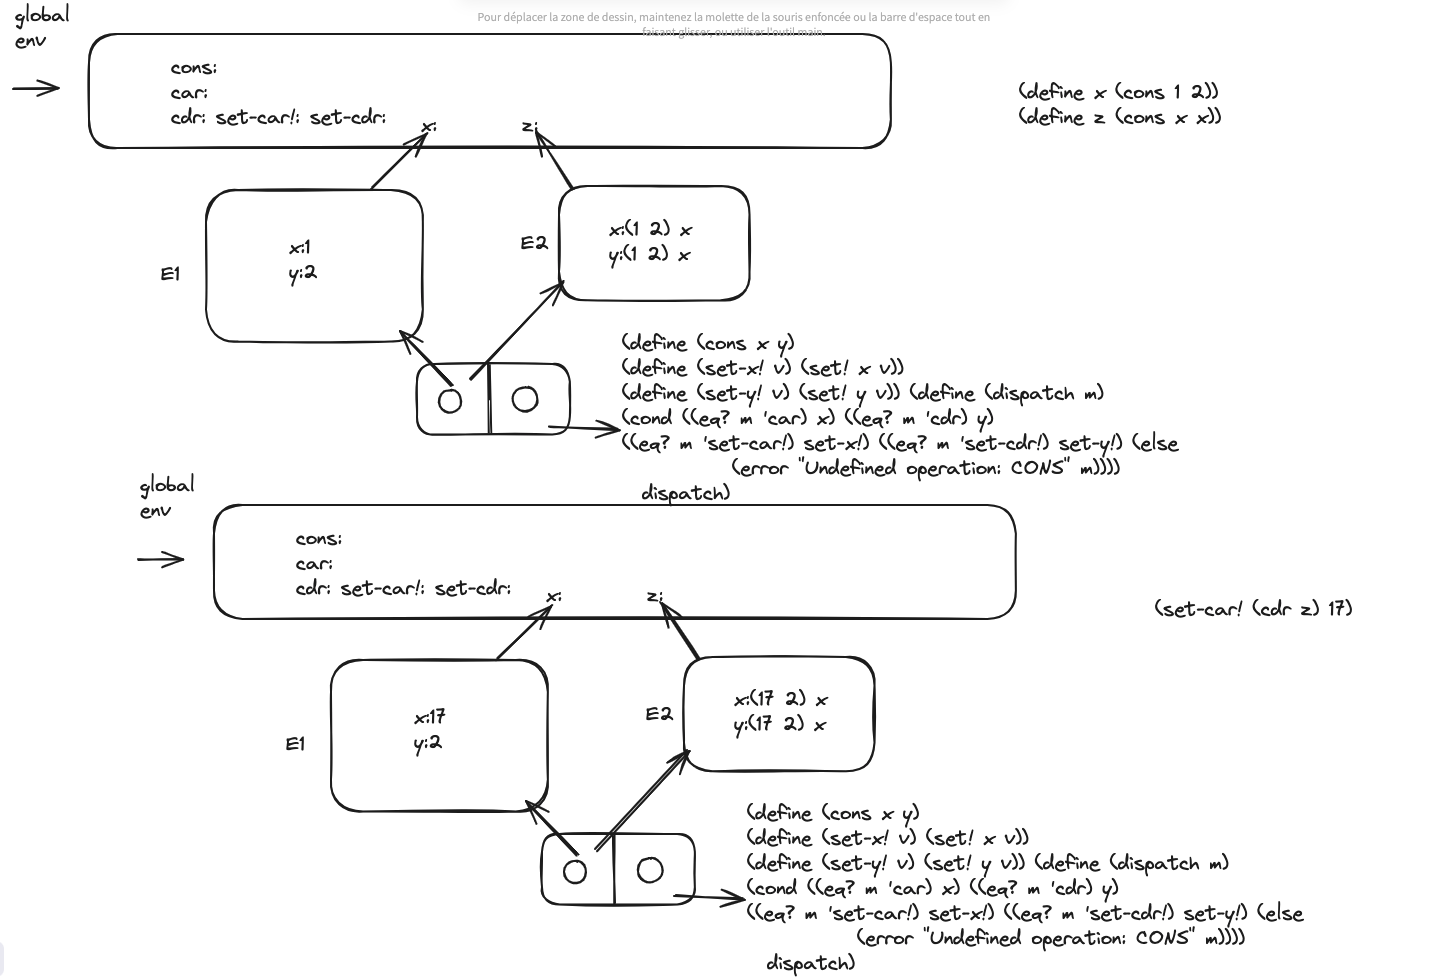 Pour déplacer la zone de dessin, maintenez la molette de la souris enfoncée ou la barre d'espace tout en
faisant glisser, ou utiliser l'outil main.
global
env
cons:
car:
cdr: set-car!: set-cdr:
x:
z:
(define x (cons 1 2))
(define z (cons x x))
E1
x:1
y:2
E2
x:(1 2) x
y:(1 2) x
(define (cons x y)
(define (set-x! v) (set! x v))
(define (set-y! v) (set! y v)) (define (dispatch m)
(cond ((eq? m 'car) x) ((eq? m 'cdr) y)
((eq? m 'set-car!) set-x!) ((eq? m 'set-cdr!) set-y!) (else
(error "Undefined operation: CONS" m))))
dispatch)
global
env
cons:
car:
cdr: set-car!: set-cdr:
x:
z:
(set-car! (cdr z) 17)
E1
x:17
y:2
E2
x:(17 2) x
y:(17 2) x
(define (cons x y)
(define (set-x! v) (set! x v))
(define (set-y! v) (set! y v)) (define (dispatch m)
(cond ((eq? m 'car) x) ((eq? m 'cdr) y)
((eq? m 'set-car!) set-x!) ((eq? m 'set-cdr!) set-y!) (else
(error "Undefined operation: CONS" m))))
dispatch)